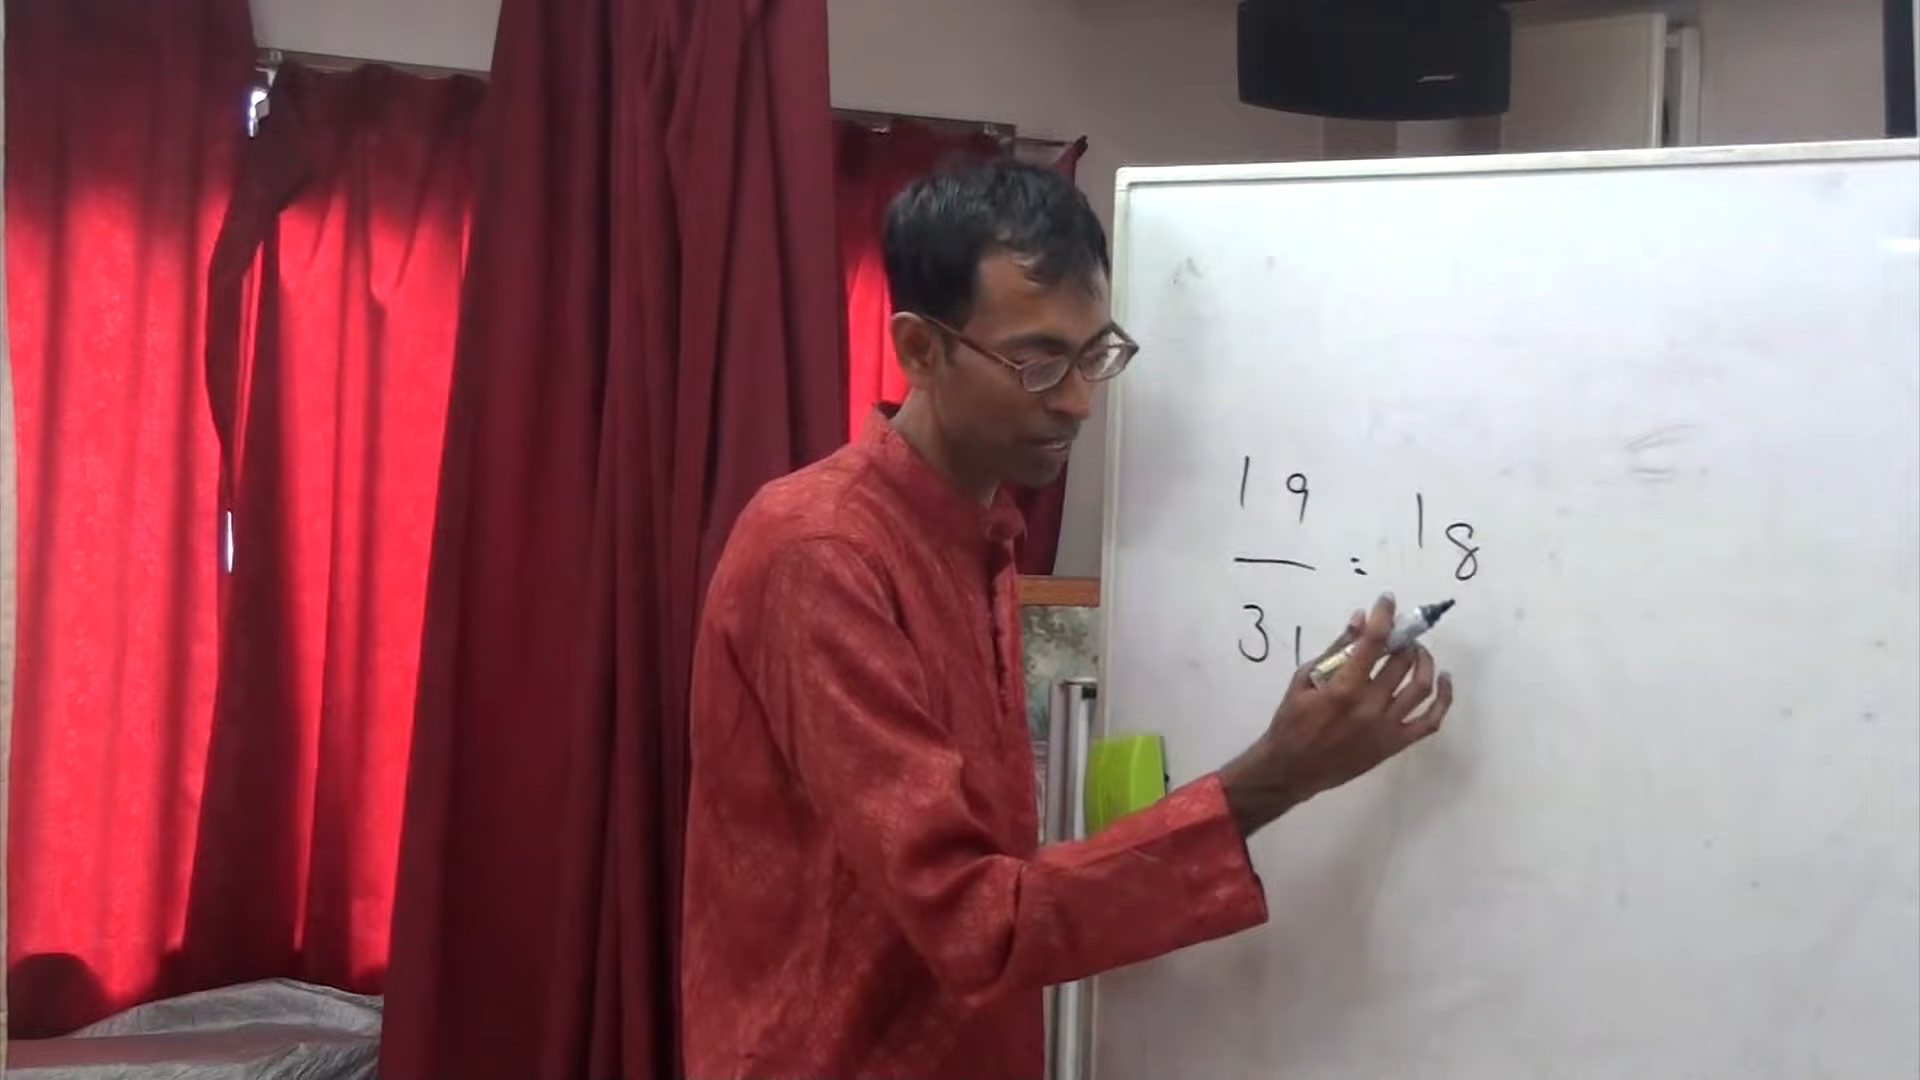 19
— = 18
31